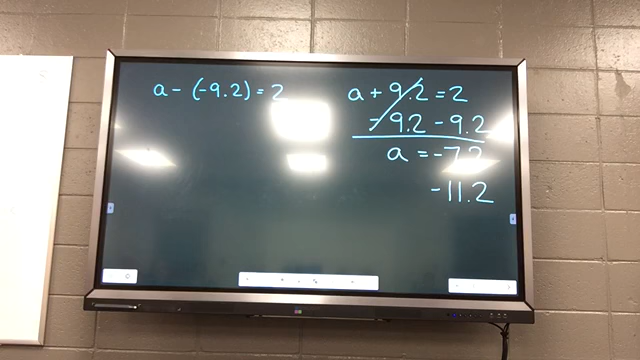 a - (-9.2) = 2
a + 9.2 = 2
- 9.2 - 9.2
a = -7.2
-11.2